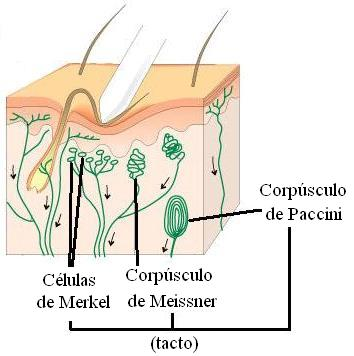 Corpúsculo
de Paccini
Células
de Merkel
Corpúsculo
de Meissner
(tacto)